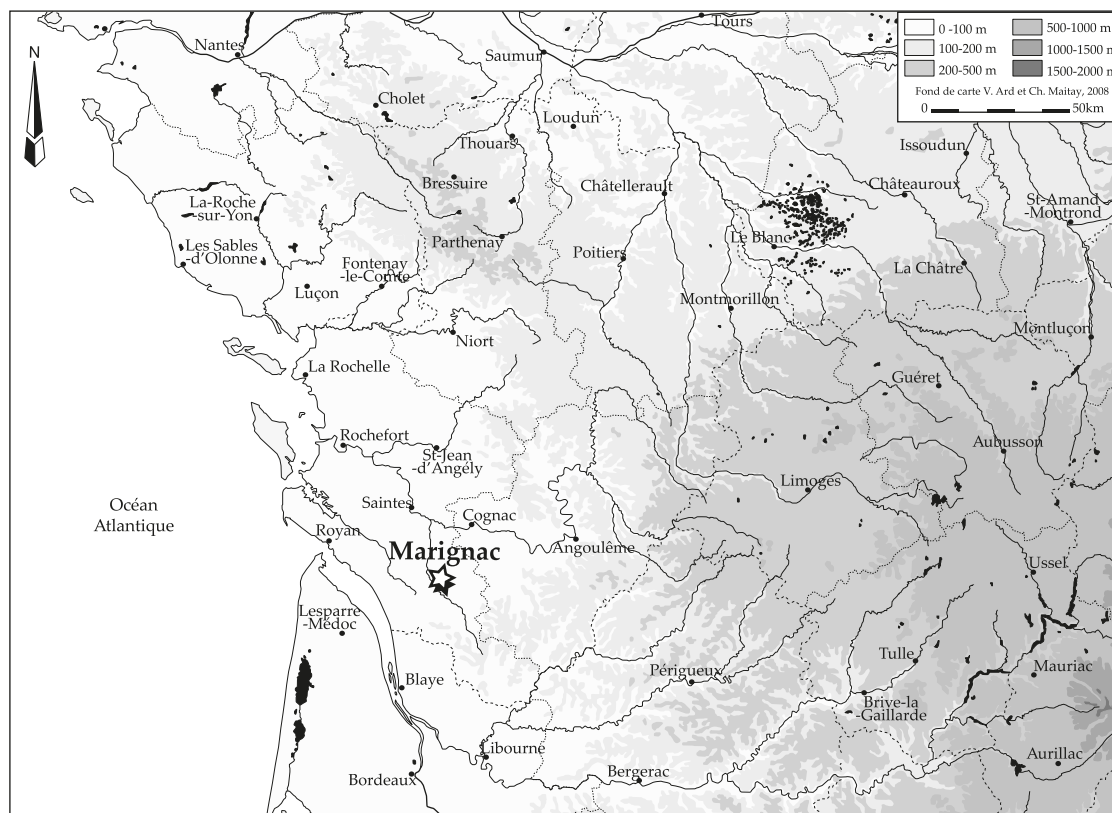 0 -100 m
500-1000 m
100-200 m
1000-1500 m
200-500 m
1500-2000 m
Fond de carte V. Ard et Ch. Maitay, 2008
0
50km
N
Tours
Nantes
Saumur
Cholet
Loudun
Thouars
Issoudun
Bressuire
Châtellerault
Châteauroux
La-Roche
-sur-Yon
St-Amand
-Montrond
Parthenay
Le Blanc
Les Sables
-d'Olonne
Poitiers
Fontenay
-le-Comte
La Châtre
Luçon
Montmorillon
Niort
Montluçon
La Rochelle
Guéret
Rochefort
St-Jean
-d'Angély
Aubusson
Limoges
Océan
Atlantique
Saintes
Cognac
Royan
Angoulême
Marignac
Ussel
Lesparre
-Médoc
Tulle
Mauriac
Périgueux
Blaye
Brive-la
-Gaillarde
Libourne
Aurillac
Bordeaux
Bergerac